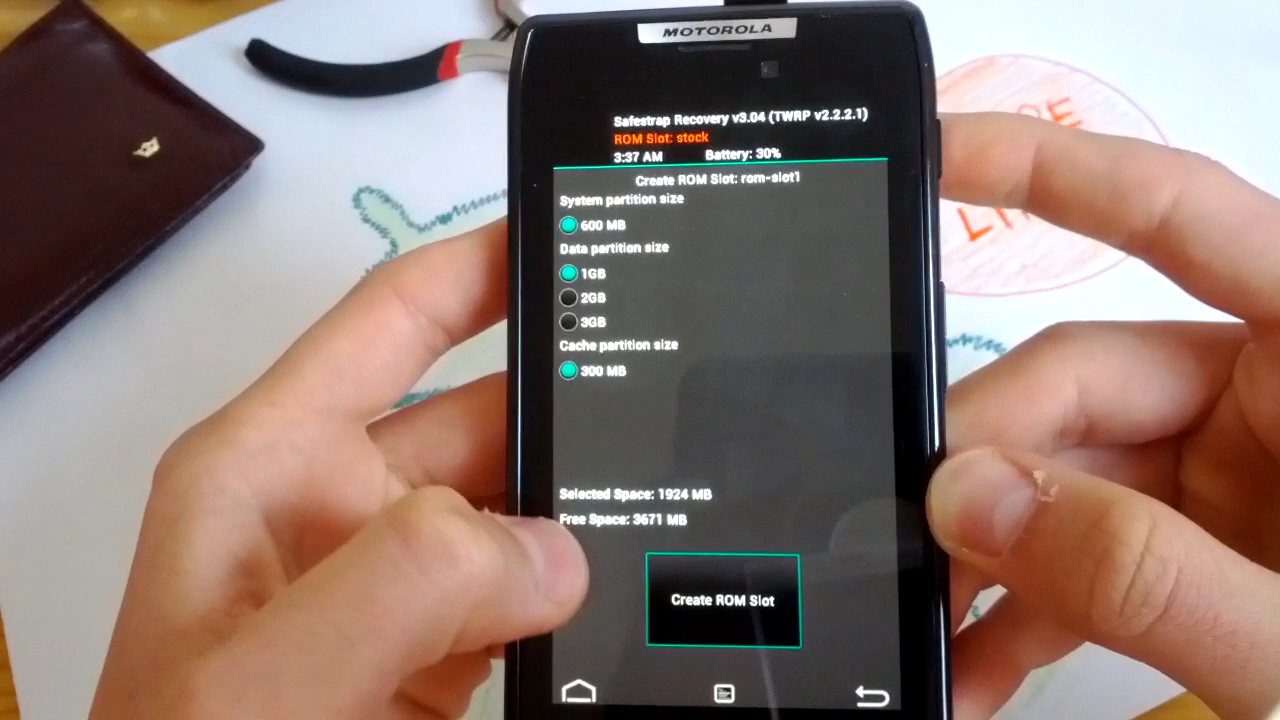 MOTOROLA
Safestrap Recovery v3.04 (TWRP v2.2.2.1)
ROM Slot: stock
3:37 AM Battery: 30%
Create ROM Slot: rom-slot1
System partition size
600 MB
Data partition size
1GB
2GB
3GB
Cache partition size
300 MB
Selected Space: 1924 MB
Free Space: 3671 MB
Create ROM Slot